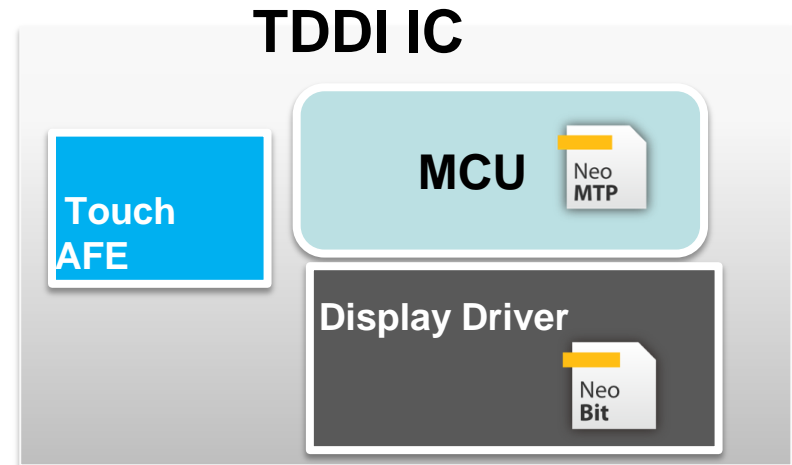 TDDI IC
MCU
Neo
MTP
Touch
AFE
Display Driver
Neo
Bit